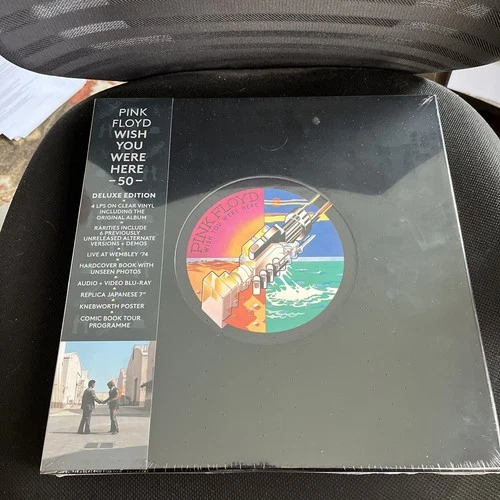 PINK
FLOYD
WISH
YOU
WERE
HERE
-50-
DELUXE EDITION
4 LPS ON CLEAR VINYL
INCLUDING THE
ORIGINAL ALBUM
RARITIES INCLUDE
6 PREVIOUSLY
UNRELEASED ALTERNATE
VERSIONS + DEMOS
LIVE AT WEMBLEY '74
HARDCOVER BOOK WITH
UNSEEN PHOTOS
AUDIO + VIDEO BLU-RAY
REPLICA JAPANESE 7"
KNEBWORTH POSTER
COMIC BOOK TOUR
PROGRAMME
PINK FLOYD
WISH YOU WERE HERE